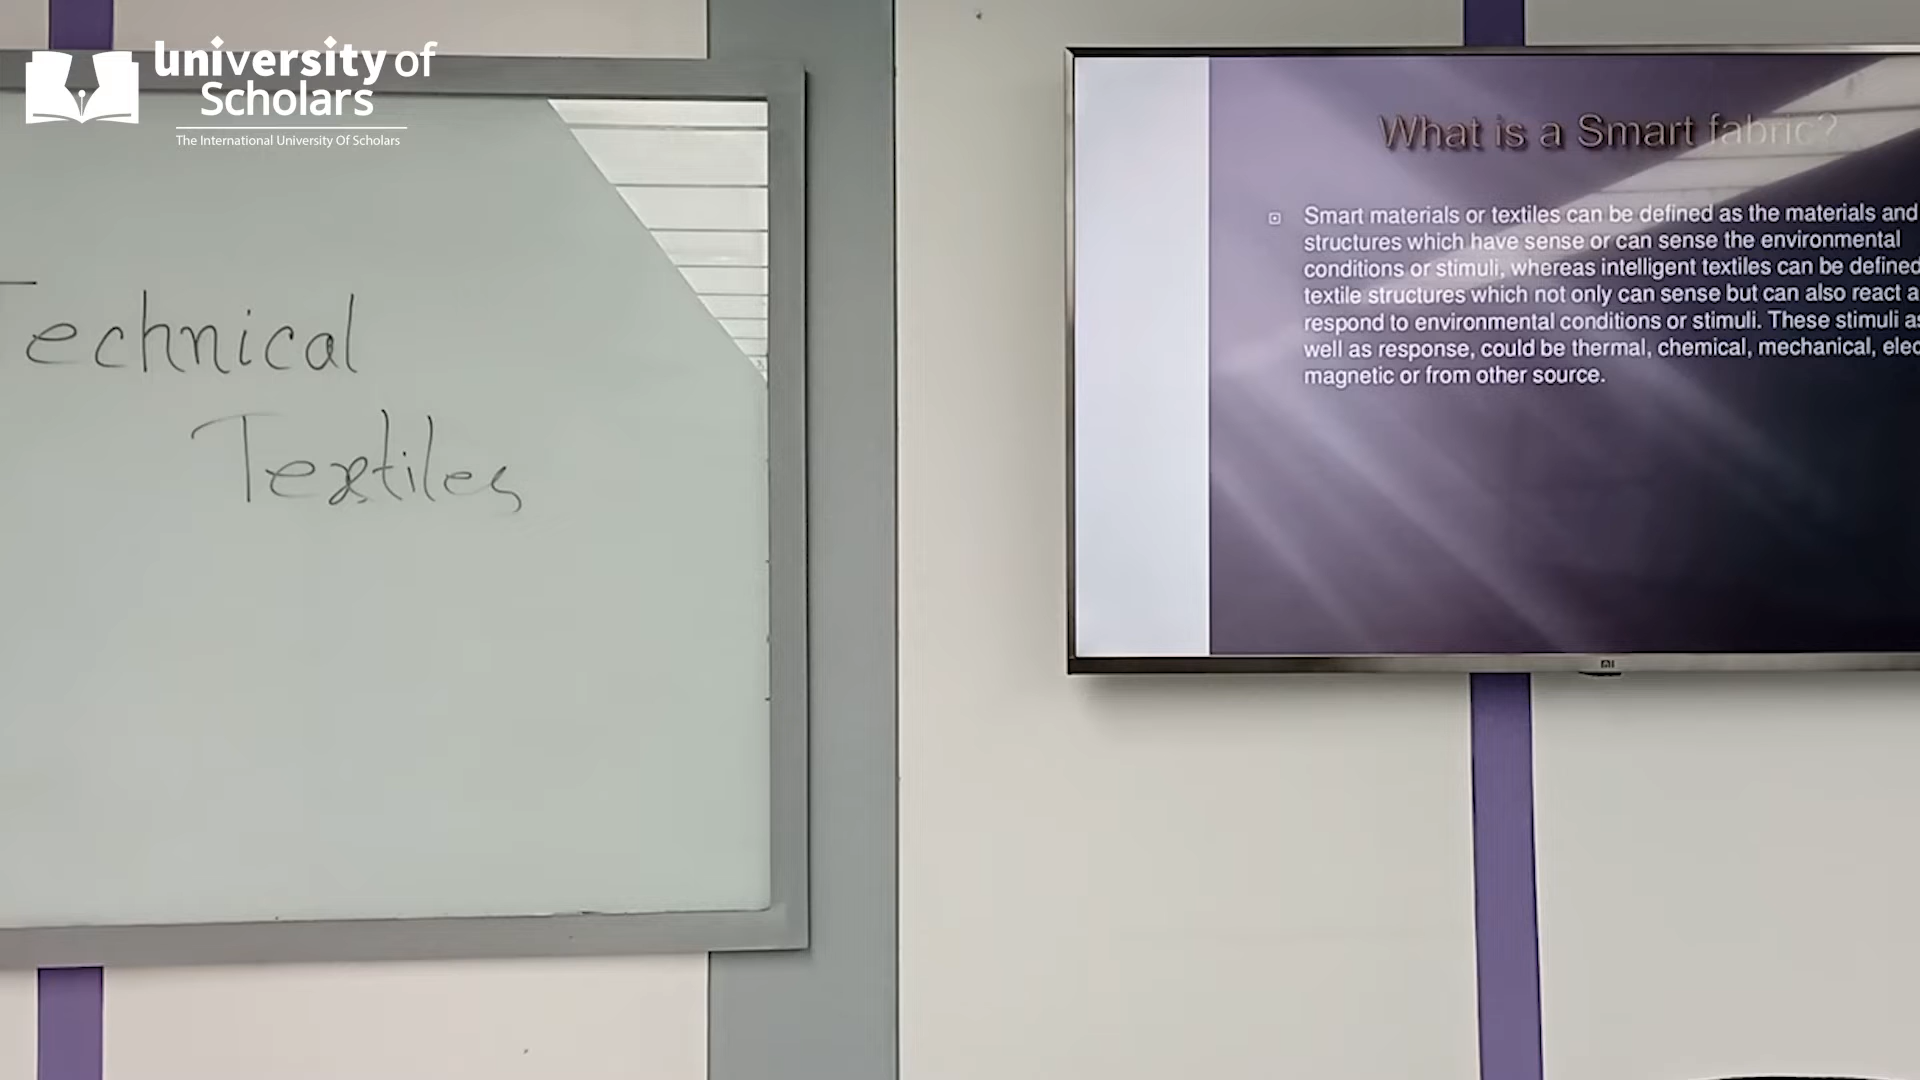 University of
Scholars
The International University Of Scholars
Technical
Textiles
What is a Smart fabric?
Smart materials or textiles can be defined as the materials and
structures which have sense or can sense the environmental
conditions or stimuli, whereas intelligent textiles can be defined
textile structures which not only can sense but can also react a
respond to environmental conditions or stimuli. These stimuli as
well as response, could be thermal, chemical, mechanical, elec
magnetic or from other source.
mi